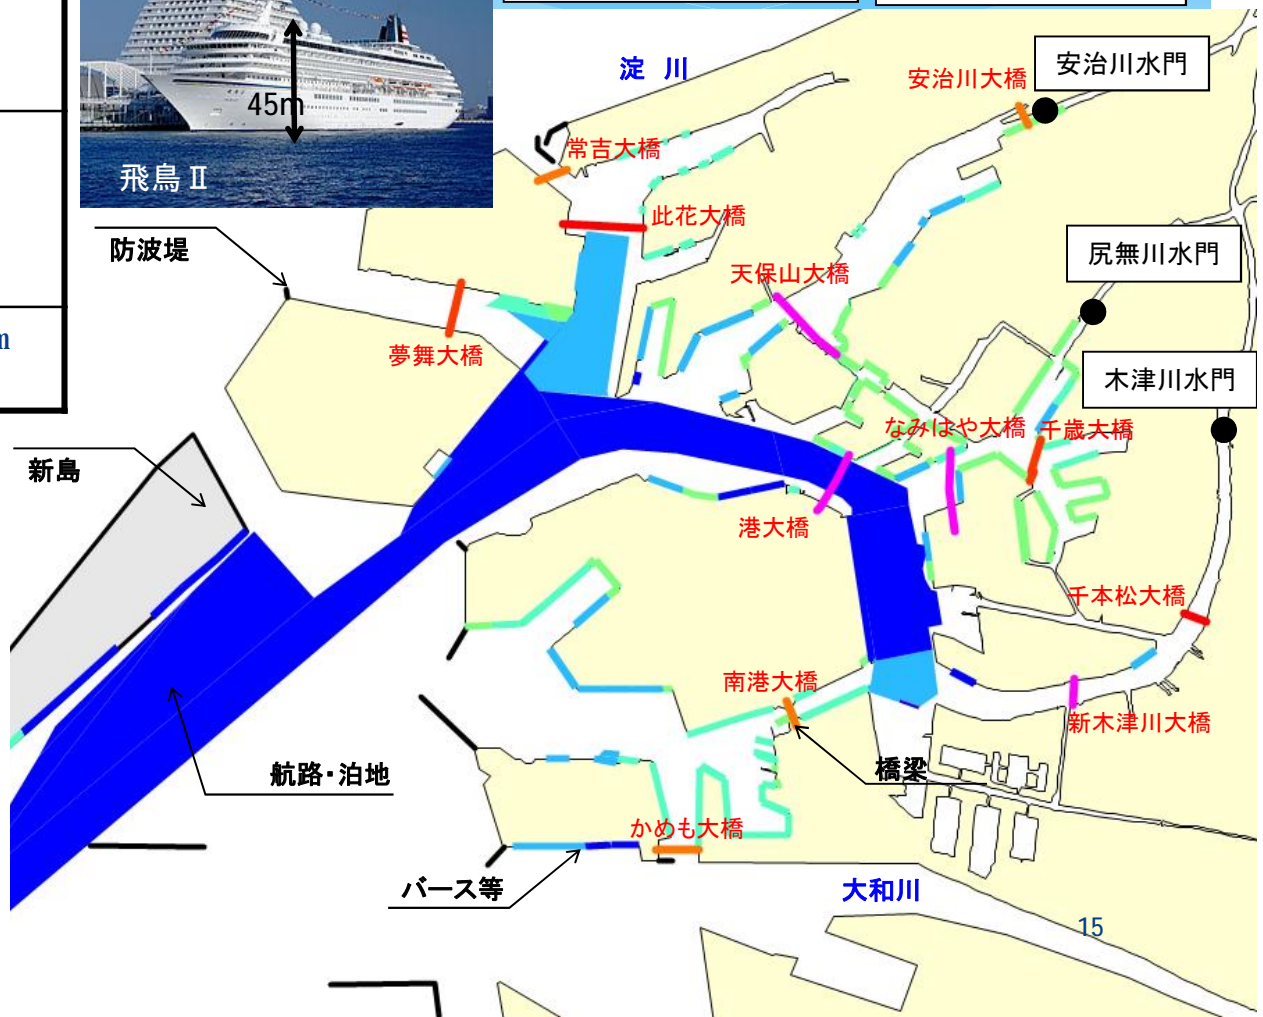 45m
飛鳥Ⅱ
m
淀 川
安治川大橋
安治川水門
常吉大橋
此花大橋
防波堤
天保山大橋
尻無川水門
夢舞大橋
木津川水門
なみはや大橋
千歳大橋
新島
港大橋
千本松大橋
南港大橋
新木津川大橋
航路・泊地
橋梁
かめも大橋
バース等
大和川
15